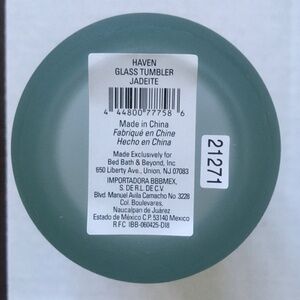 HAVEN
GLASS TUMBLER
JADEITE
4 44800 77758 6
Made in China
Fabriqué en Chine
Hecho en China
Made Exclusively for
Bed Bath & Beyond, Inc.
650 Liberty Ave., Union, NJ 07083
IMPORTADORA BBBMEX,
S. DE R.L. DE C.V.
Blvd. Manuel Avila Camacho No 3228
Col. Boulevares,
Naucalpan de Juárez
Estado de México C.P. 53140 Mexico
R.F.C IBB-060425-DI8
21271